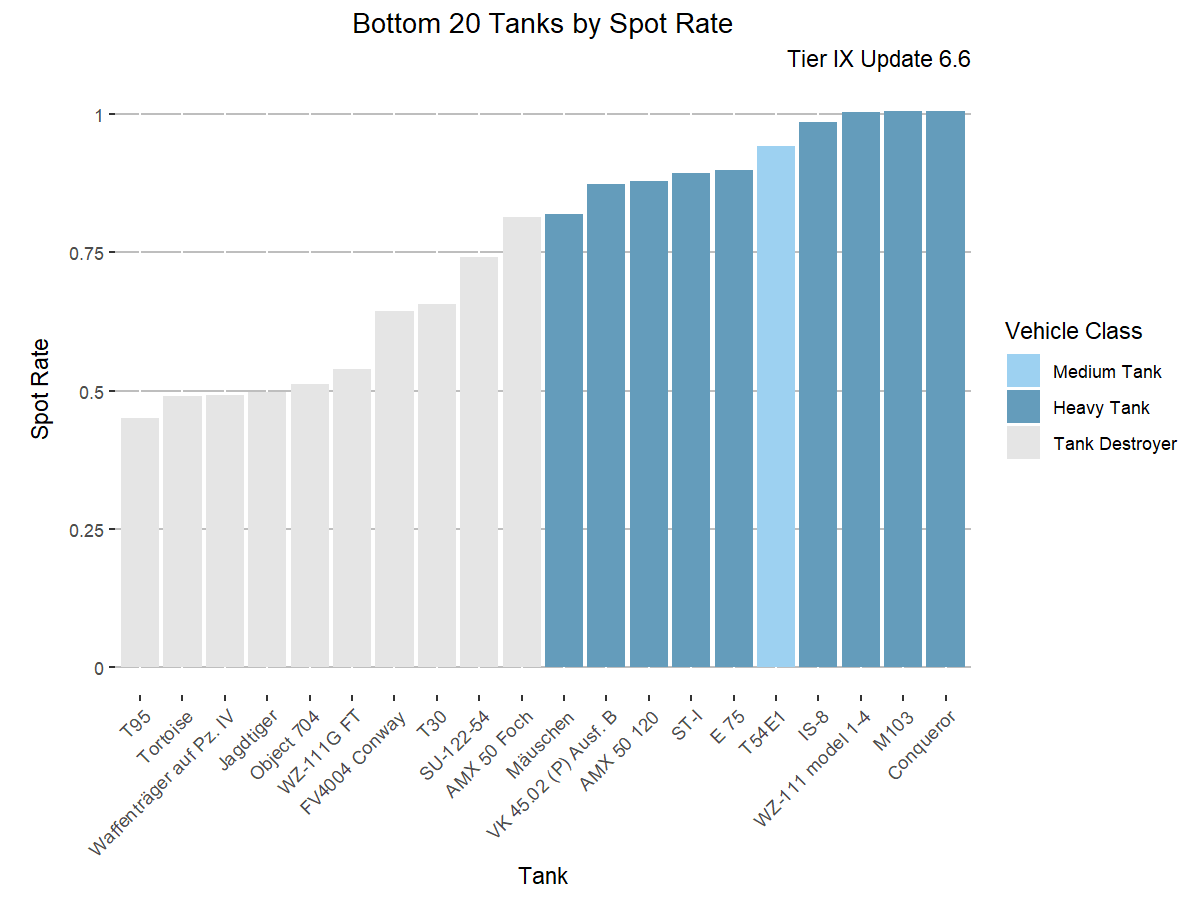 Bottom 20 Tanks by Spot Rate
Tier IX Update 6.6
1
0.75
0.5
0.25
0
Spot Rate
T95
Tortoise
Waffenträger auf Pz. IV
Jagdtiger
Object 704
WZ-111G FT
FV4004 Conway
T30
SU-122-54
AMX 50 Foch
Mäuschen
VK 45.02 (P) Ausf. B
AMX 50 120
ST-I
E 75
T54E1
IS-8
WZ-111 model 1-4
M103
Conqueror
Tank
Vehicle Class
Medium Tank
Heavy Tank
Tank Destroyer